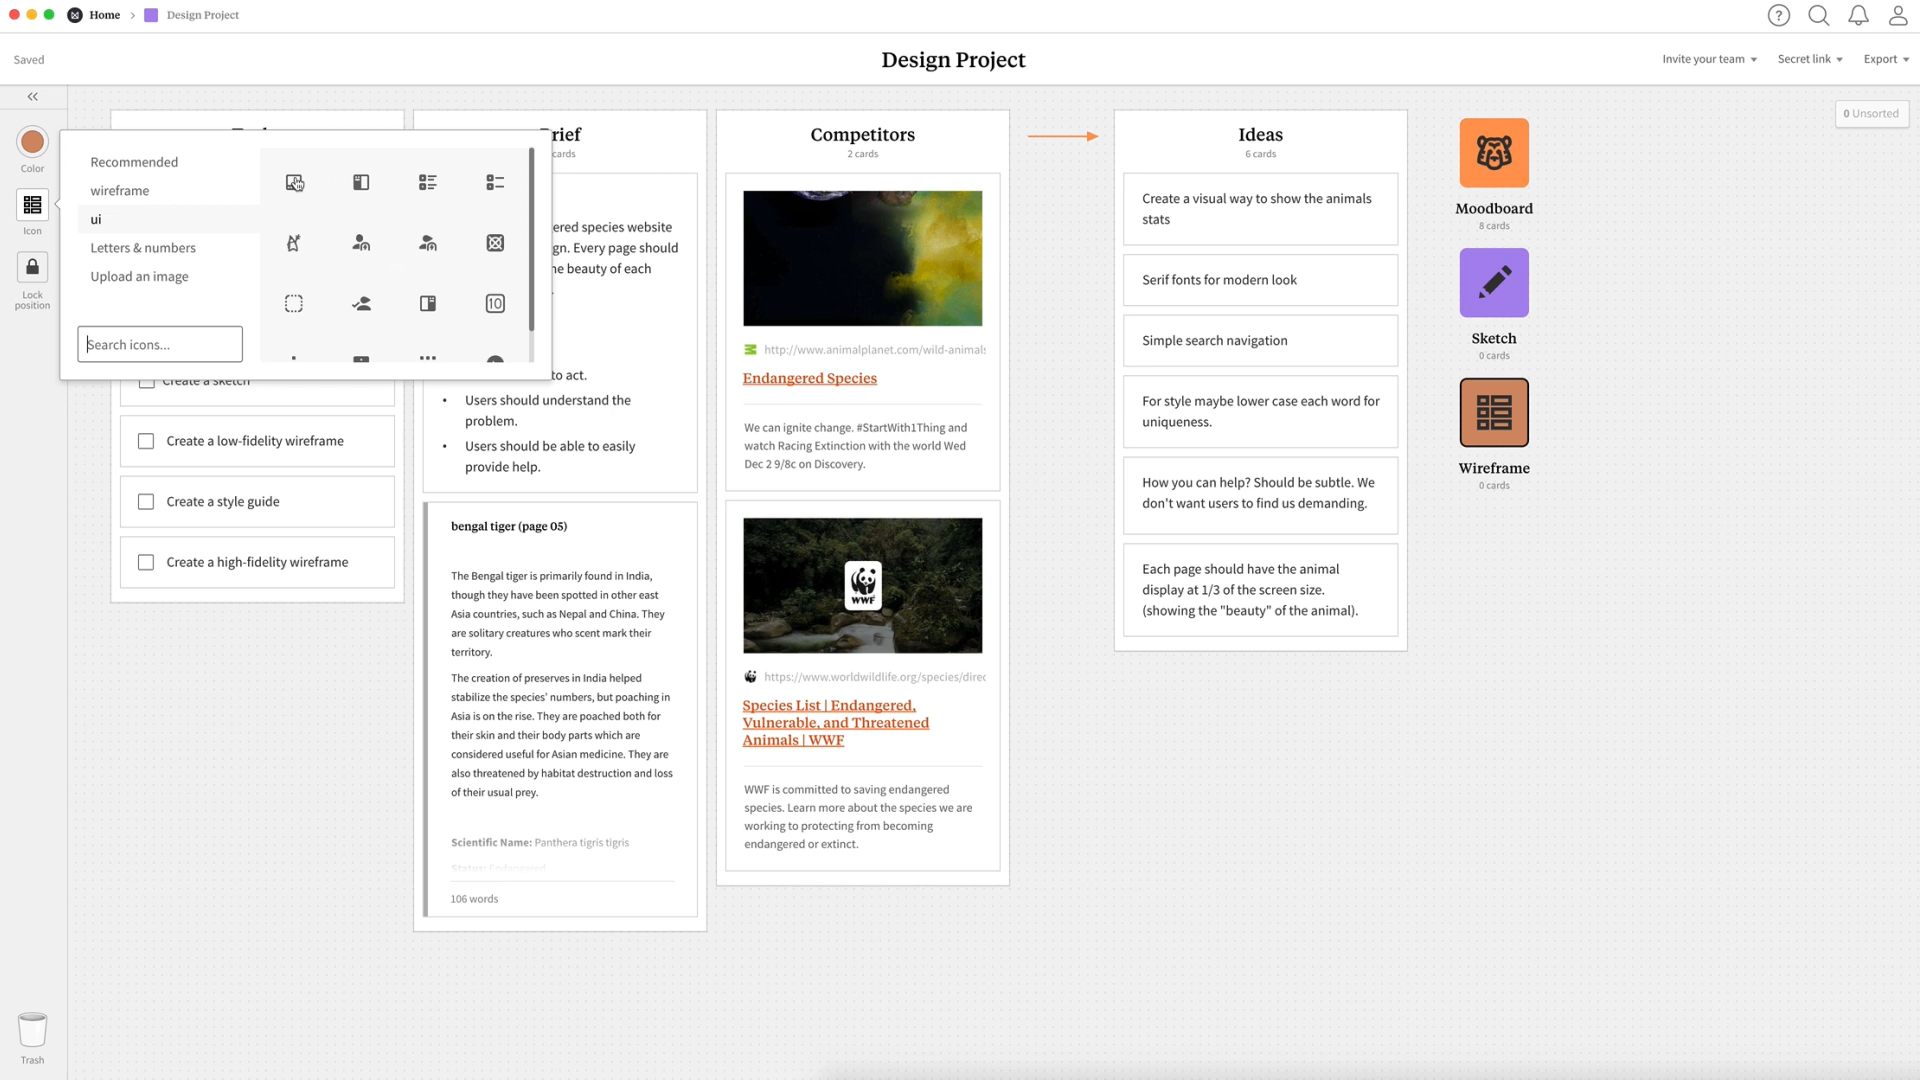 Home
Design Project
Saved
Design Project
Invite your team
Secret link
Export
0 Unsorted
Color
Icon
Lock
position
Trash
Recommended
wireframe
ui
Letters & numbers
Upload an image
Search icons...
10
Create a sketch
Create a low-fidelity wireframe
Create a style guide
Create a high-fidelity wireframe
Brief
cards
ered species website
gn. Every page should
he beauty of each
to act.
• Users should understand the
problem.
• Users should be able to easily
provide help.
bengal tiger (page 05)
The Bengal tiger is primarily found in India,
though they have been spotted in other east
Asia countries, such as Nepal and China. They
are solitary creatures who scent mark their
territory.
The creation of preserves in India helped
stabilize the species' numbers, but poaching in
Asia is on the rise. They are poached both for
their skin and their body parts which are
considered useful for Asian medicine. They are
also threatened by habitat destruction and loss
of their usual prey.
Scientific Name: Panthera tigris tigris
Status: Endangered
106 words
Competitors
2 cards
http://www.animalplanet.com/wild-animals
Endangered Species
We can ignite change. #StartWith1Thing and
watch Racing Extinction with the world Wed
Dec 2 9/8c on Discovery.
WWF
https://www.worldwildlife.org/species/direc
Species List | Endangered,
Vulnerable, and Threatened
Animals | WWF
WWF is committed to saving endangered
species. Learn more about the species we are
working to protecting from becoming
endangered or extinct.
Ideas
6 cards
Create a visual way to show the animals
stats
Serif fonts for modern look
Simple search navigation
For style maybe lower case each word for
uniqueness.
How you can help? Should be subtle. We
don't want users to find us demanding.
Each page should have the animal
display at 1/3 of the screen size.
(showing the "beauty" of the animal).
Moodboard
8 cards
Sketch
0 cards
Wireframe
0 cards